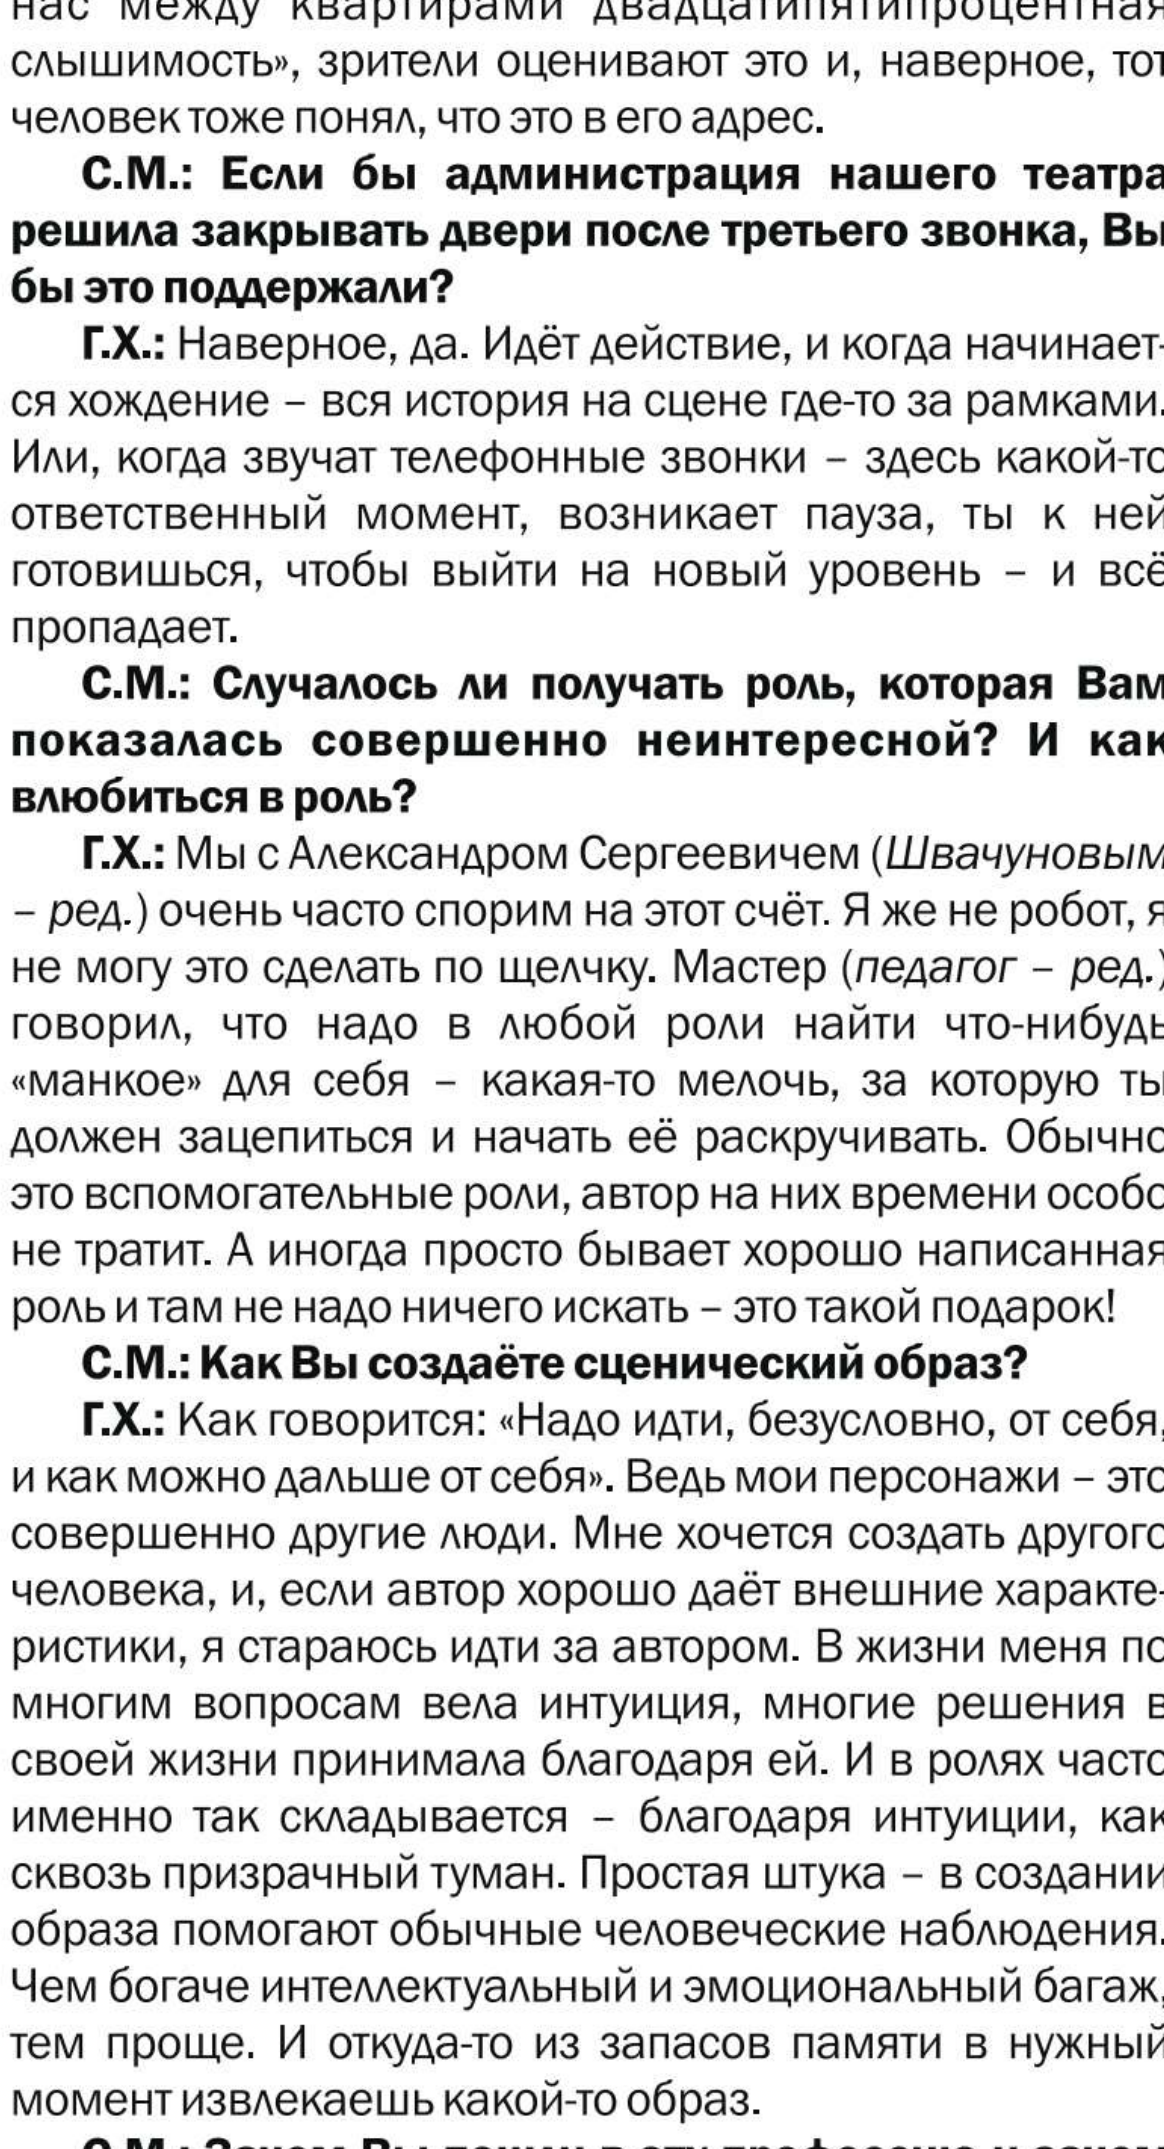 нас между квартирами двадцатипятипроцентная
слышимость», зрители оценивают это и, наверное, тот
человек тоже понял, что это в его адрес.
С.М.: Если бы администрация нашего театра
решила закрывать двери после третьего звонка, Вы
бы это поддержали?
Г.Х.: Наверное, да. Идёт действие, и когда начинает-
ся хождение – вся история на сцене где-то за рамками.
Или, когда звучат телефонные звонки – здесь какой-то
ответственный момент, возникает пауза, ты к ней
готовишься, чтобы выйти на новый уровень – и всё
пропадает.
С.М.: Случалось ли получать роль, которая Вам
показалась совершенно неинтересной? И как
влюбиться в роль?
Г.Х.: Мы с Александром Сергеевичем (Швачуновым
– ред.) очень часто спорим на этот счёт. Я же не робот, я
не могу это сделать по щелчку. Мастер (педагог – ред.)
говорил, что надо в любой роли найти что-нибудь
«манкое» для себя – какая-то мелочь, за которую ты
должен зацепиться и начать её раскручивать. Обычно
это вспомогательные роли, автор на них времени особо
не тратит. А иногда просто бывает хорошо написанная
роль и там не надо ничего искать – это такой подарок!
С.М.: Как Вы создаёте сценический образ?
Г.Х.: Как говорится: «Надо идти, безусловно, от себя,
и как можно дальше от себя». Ведь мои персонажи – это
совершенно другие люди. Мне хочется создать другого
человека, и, если автор хорошо даёт внешние характе-
ристики, я стараюсь идти за автором. В жизни меня по
многим вопросам вела интуиция, многие решения в
своей жизни принимала благодаря ей. И в ролях часто
именно так складывается – благодаря интуиции, как
сквозь призрачный туман. Простая штука – в создании
образа помогают обычные человеческие наблюдения.
Чем богаче интеллектуальный и эмоциональный багаж,
тем проще. И откуда-то из запасов памяти в нужный
момент извлекаешь какой-то образ.